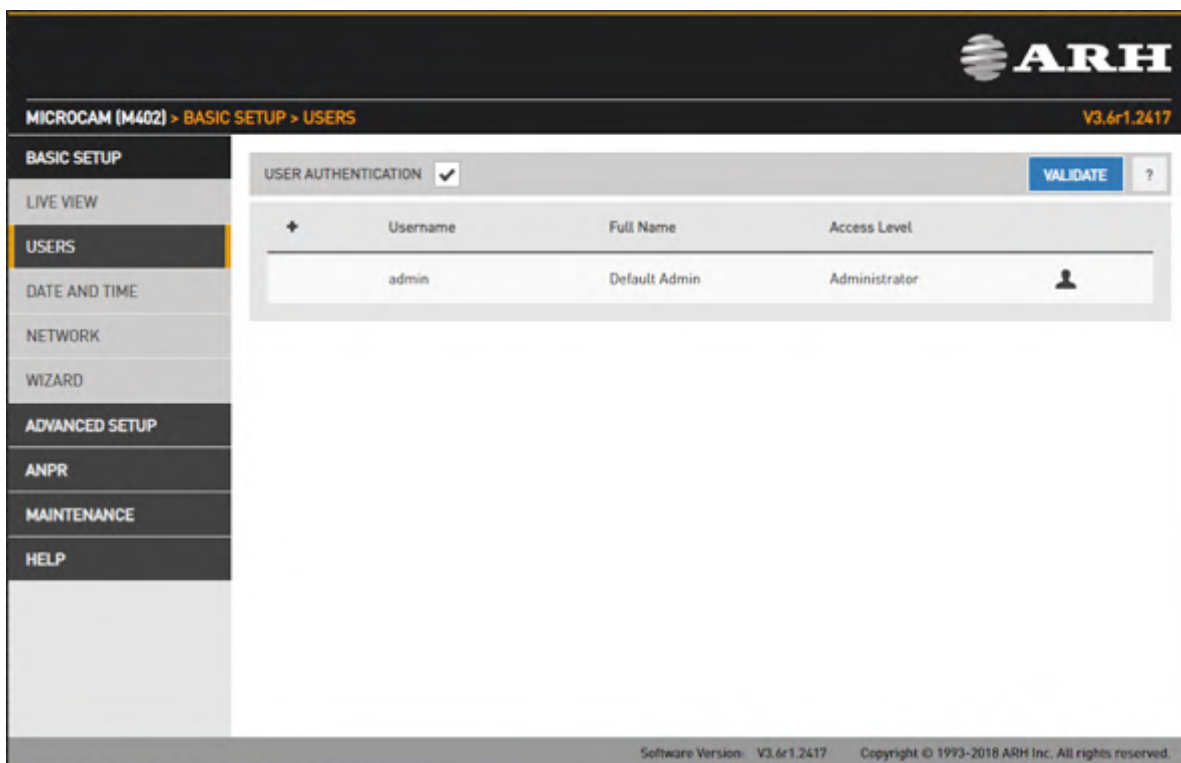 ARH
MICROCAM (M402) > BASIC SETUP > USERS
V3.6r1.2417
BASIC SETUP
LIVE VIEW
USERS
DATE AND TIME
NETWORK
WIZARD
ADVANCED SETUP
ANPR
MAINTENANCE
HELP
USER AUTHENTICATION
VALIDATE ?
+ Username Full Name Access Level
admin Default Admin Administrator
Software Version: V3.6r1.2417 Copyright © 1993-2018 ARH Inc. All rights reserved.